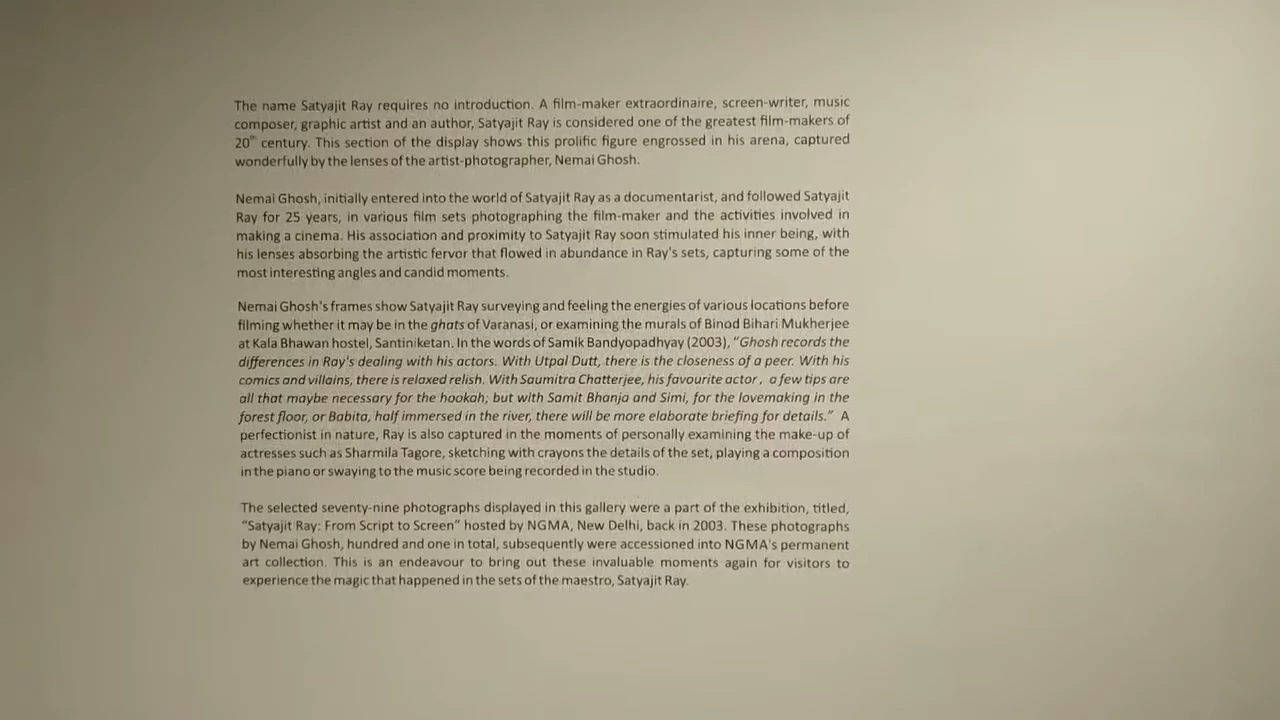 The name Satyajit Ray requires no introduction. A film-maker extraordinaire, screen-writer, music
composer, graphic artist and an author, Satyajit Ray is considered one of the greatest film-makers of
20th century. This section of the display shows this prolific figure engrossed in his arena, captured
wonderfully by the lenses of the artist-photographer, Nemai Ghosh.
Nemai Ghosh, initially entered into the world of Satyajit Ray as a documentarist, and followed Satyajit
Ray for 25 years, in various film sets photographing the film-maker and the activities involved in
making a cinema. His association and proximity to Satyajit Ray soon stimulated his inner being, with
his lenses absorbing the artistic fervor that flowed in abundance in Ray's sets, capturing some of the
most interesting angles and candid moments.
Nemai Ghosh's frames show Satyajit Ray surveying and feeling the energies of various locations before
filming whether it may be in the ghats of Varanasi, or examining the murals of Binod Bihari Mukherjee
at Kala Bhawan hostel, Santiniketan. In the words of Samik Bandyopadhyay (2003), "Ghosh records the
differences in Ray's dealing with his actors. With Utpal Dutt, there is the closeness of a peer. With his
comics and villains, there is relaxed relish. With Saumitra Chatterjee, his favourite actor, a few tips are
all that maybe necessary for the hookah; but with Samit Bhanja and Simi, for the lovemaking in the
forest floor, or Babita, half immersed in the river, there will be more elaborate briefing for details." A
perfectionist in nature, Ray is also captured in the moments of personally examining the make-up of
actresses such as Sharmila Tagore, sketching with crayons the details of the set, playing a composition
in the piano or swaying to the music score being recorded in the studio.
The selected seventy-nine photographs displayed in this gallery were a part of the exhibition, titled,
"Satyajit Ray: From Script to Screen" hosted by NGMA, New Delhi, back in 2003. These photographs
by Nemai Ghosh, hundred and one in total, subsequently were accessioned into NGMA's permanent
art collection. This is an endeavour to bring out these invaluable moments again for visitors to
experience the magic that happened in the sets of the maestro, Satyajit Ray.